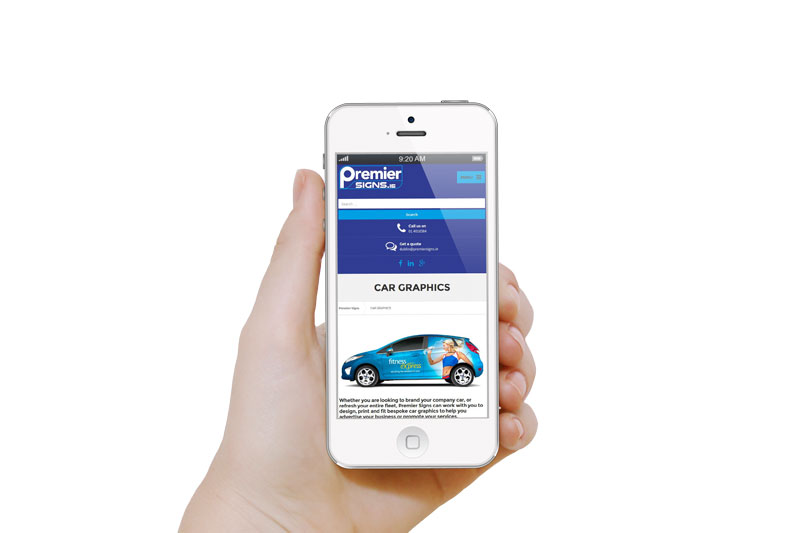 9:20 AM
Premier
SIGNS.IE
MENU
Search
Search
Call us on
Get a quote
dublin@premiersigns.ie
f in g+
CAR GRAPHICS
Premier Signs
CAR GRAPHICS
fitness
express
Whether you are looking to brand your company car, or
refresh your entire fleet, Premier Signs can work with you to
design, print and fit bespoke car graphics to help you
advertise your business or promote your services.